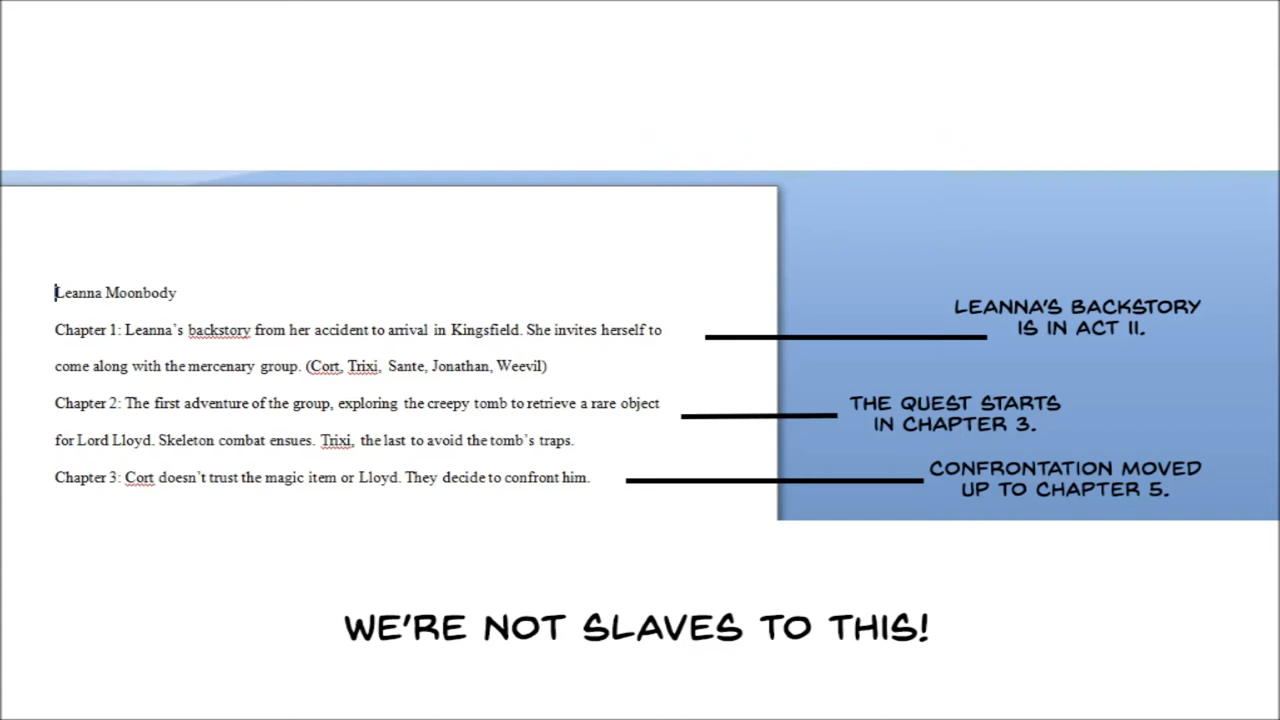 Leanna Moonbody
Chapter 1: Leanna's backstory from her accident to arrival in Kingsfield. She invites herself to
come along with the mercenary group. (Cort, Trixi, Sante, Jonathan, Weevil)
Chapter 2: The first adventure of the group, exploring the creepy tomb to retrieve a rare object
for Lord Lloyd. Skeleton combat ensues. Trixi, the last to avoid the tomb's traps.
Chapter 3: Cort doesn't trust the magic item or Lloyd. They decide to confront him.
LEANNA'S BACKSTORY
IS IN ACT II.
THE QUEST STARTS
IN CHAPTER 3.
CONFRONTATION MOVED
UP TO CHAPTER 5.
WE'RE NOT SLAVES TO THIS!